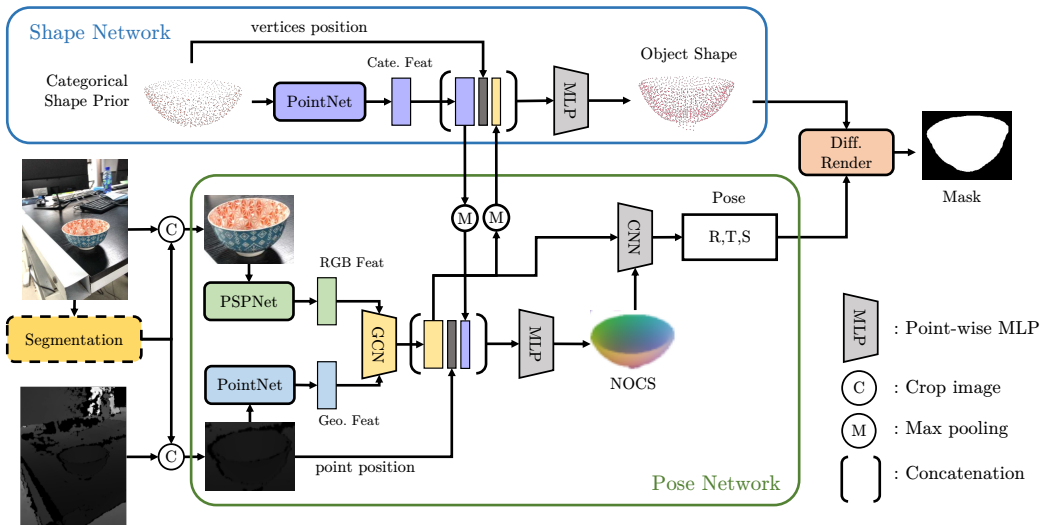 Shape Network
vertices position
Categorical
Shape Prior
PointNet
Cate. Feat
MLP
Object Shape
Diff.
Render
Mask
C
M
M
RGB Feat
PSPNet
Segmentation
GCN
PointNet
Geo. Feat
C
point position
MLP
NOCS
CNN
Pose
R,T,S
Pose Network
MLP
: Point-wise MLP
C
: Crop image
M
: Max pooling
: Concatenation